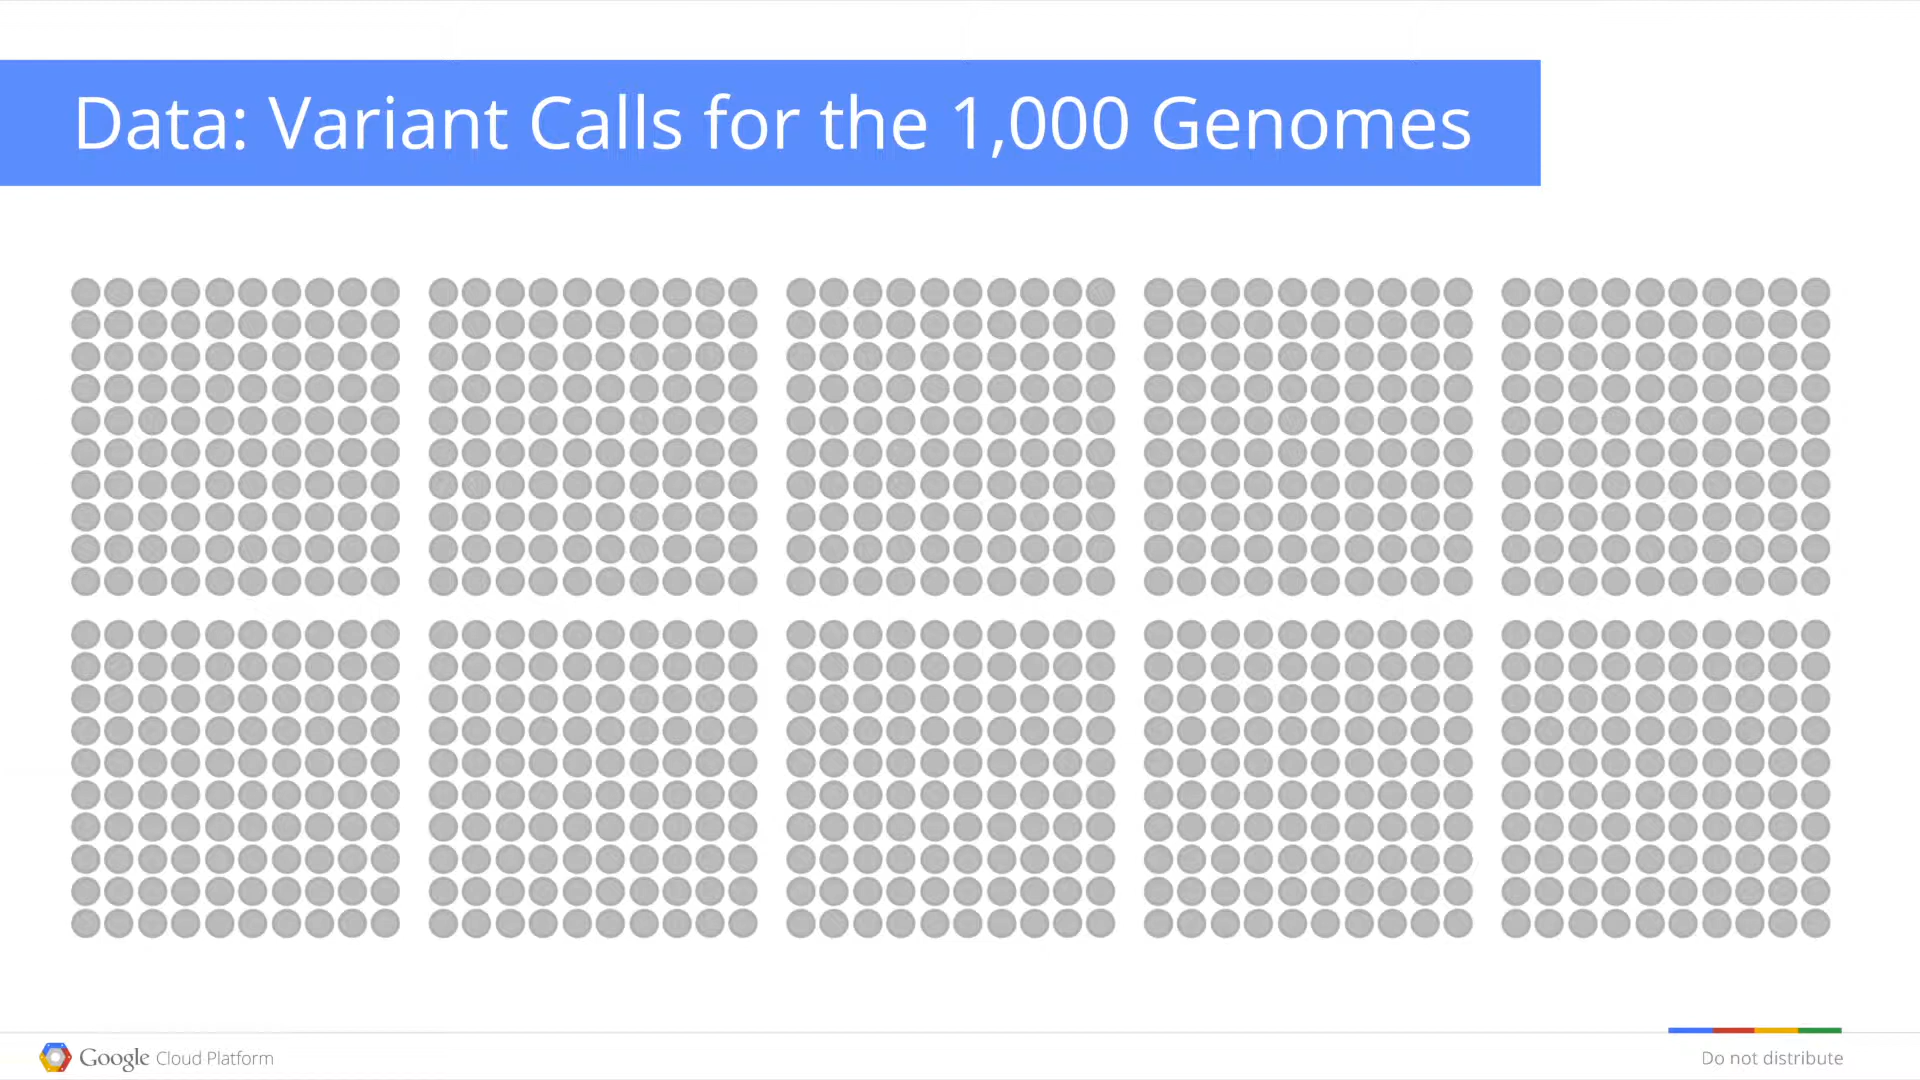 Data: Variant Calls for the 1,000 Genomes
Google Cloud Platform
Do not distribute